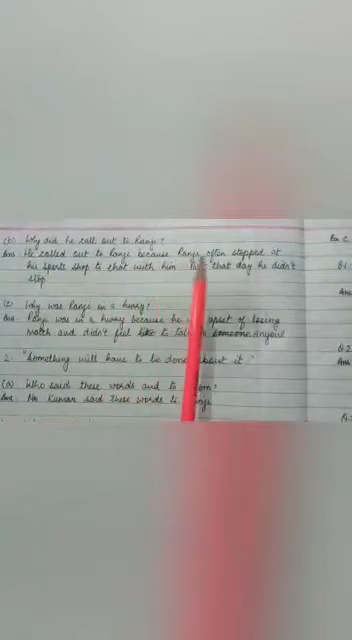 (b) Why did he call out to Ranji?
Ans. He called out to Ranji because Ranji often stopped at
his sports shop to chat with him But that day he didn't
stop
(c) Why was Ranji in a hurry?
Ans. Ranji was in a hurry because he upset of losing
match and didn't feel like to talk to someone anyone
2. "Something will have to be done about it."
(a) Who said these words and to whom?
Ans. Mr Kumar said these words to Ranji
Q.1
Ans.
Q.2
Ans